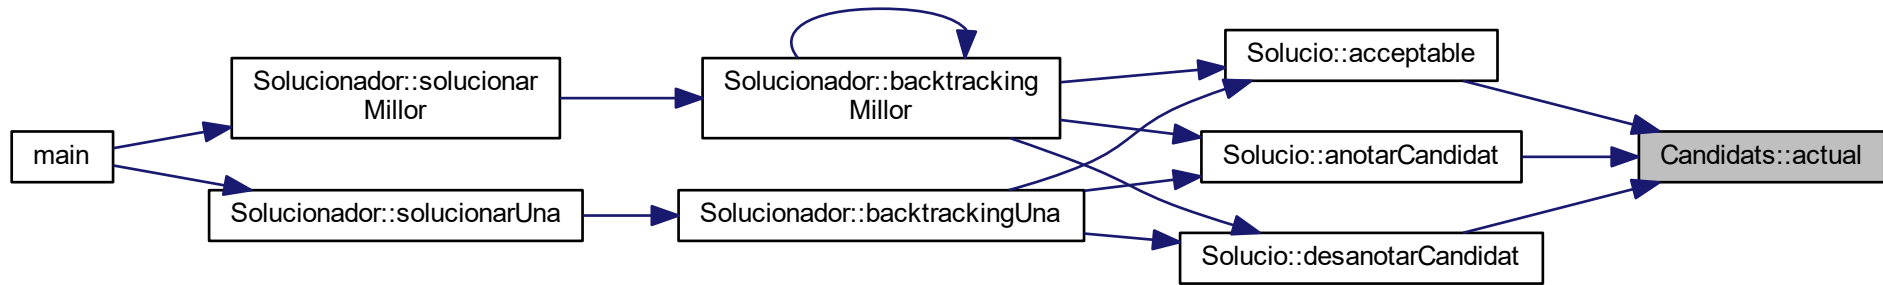 main
Solucionador::solucionar
Millor
Solucionador::solucionarUna
Solucionador::backtracking
Millor
Solucionador::backtrackingUna
Solucio::acceptable
Solucio::anotarCandidat
Solucio::desanotarCandidat
Candidats::actual